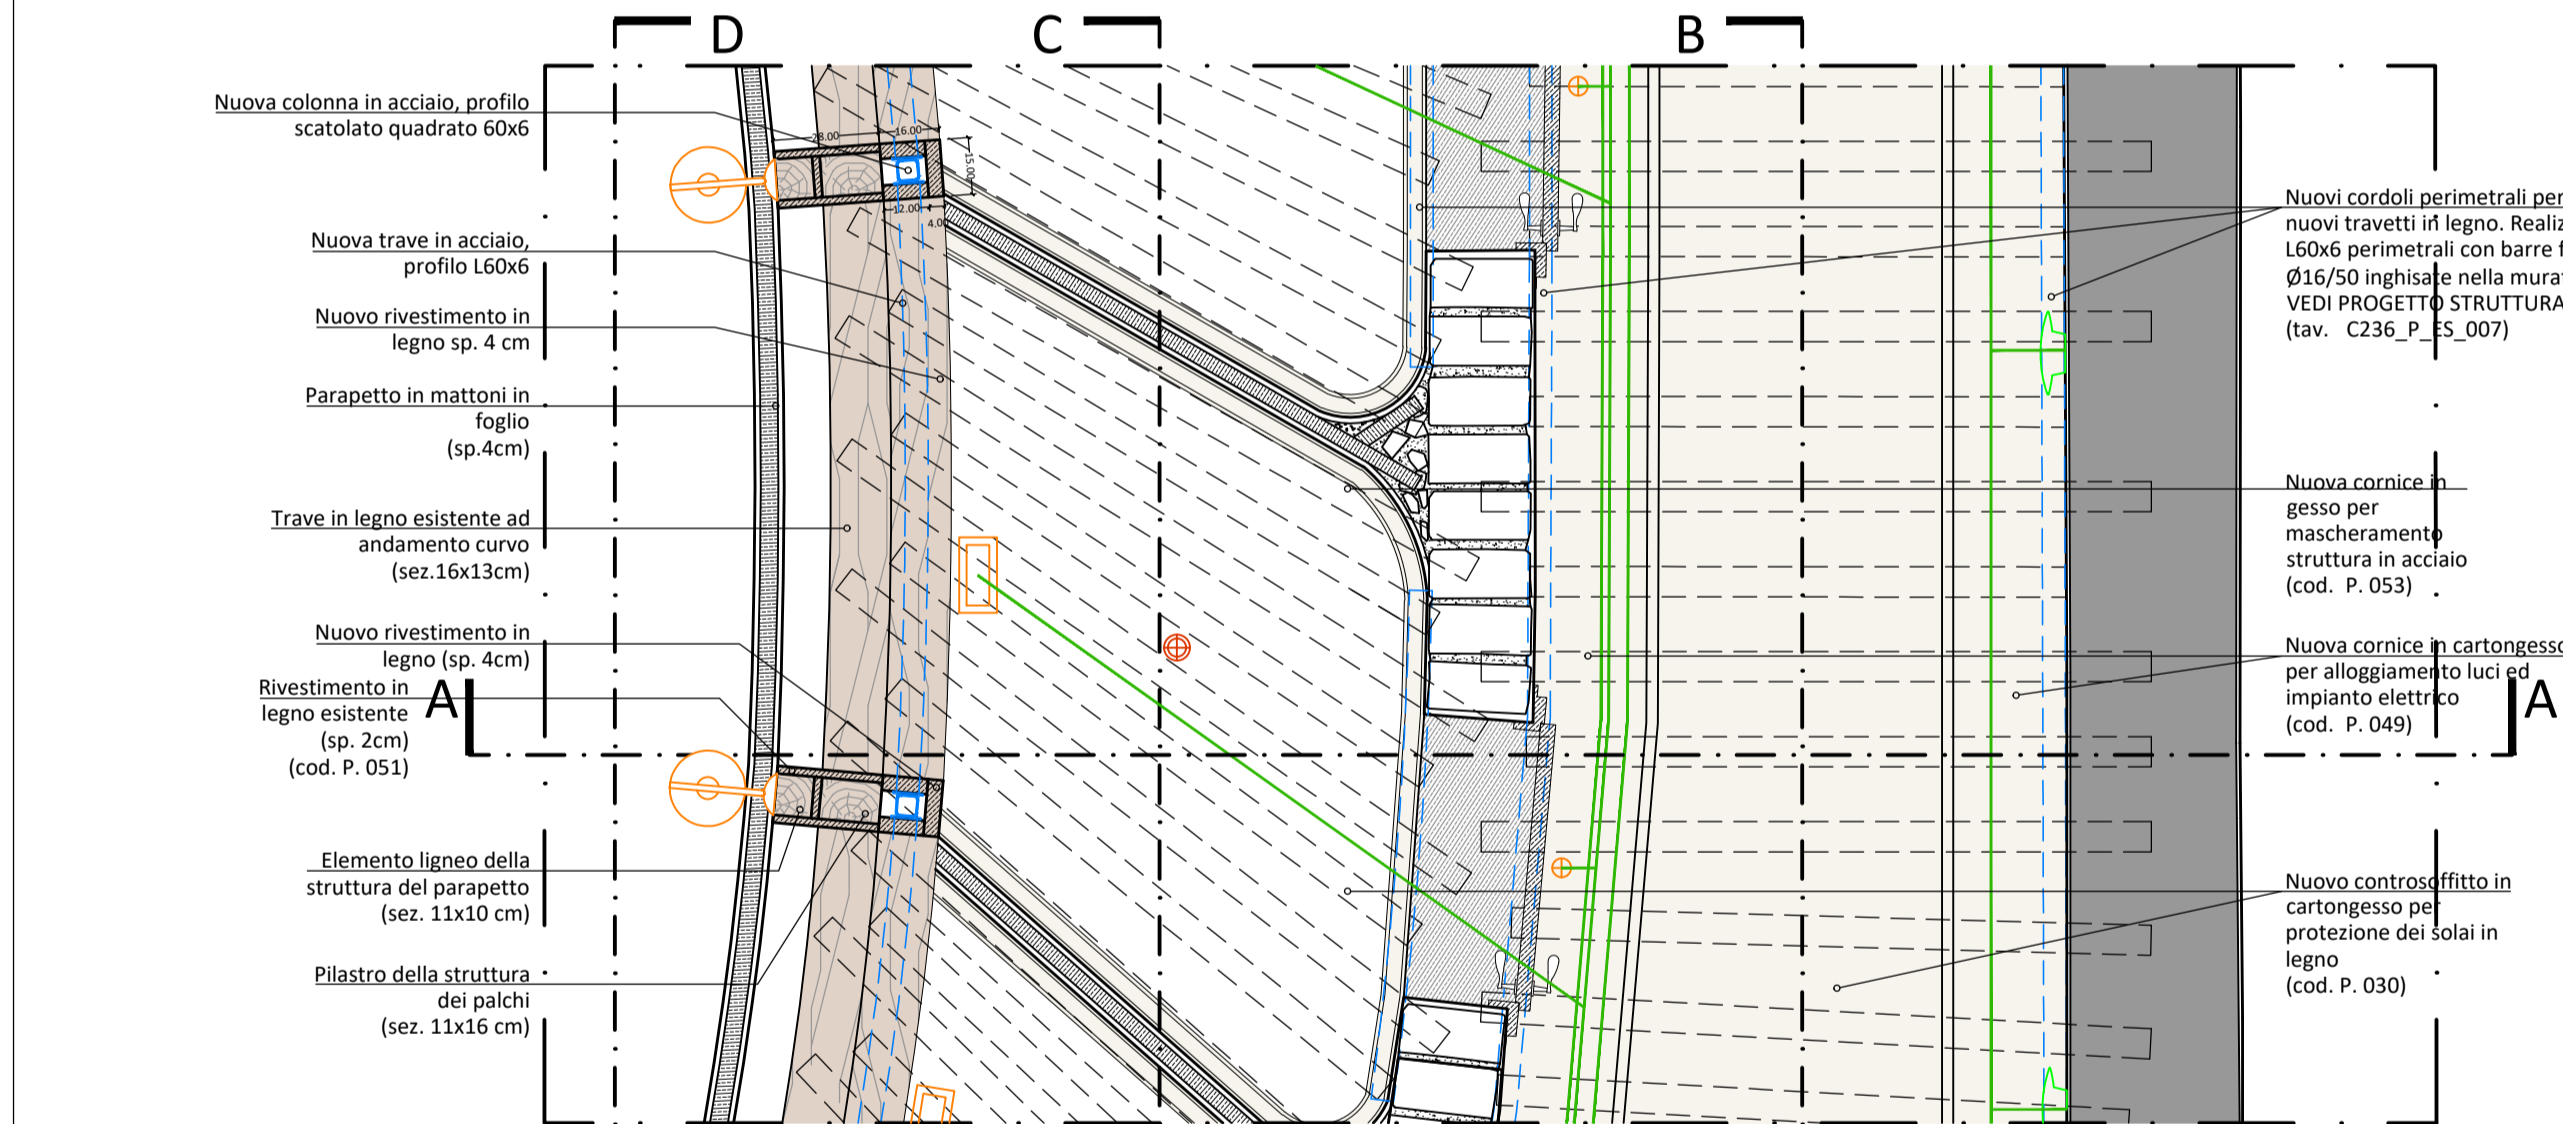 D
C
B
Nuova colonna in acciaio, profilo
scatolato quadrato 60x6
Nuova trave in acciaio,
profilo L60x6
Nuovo rivestimento in
legno sp. 4 cm
Parapetto in mattoni in
foglio
(sp.4cm)
Trave in legno esistente ad
andamento curvo
(sez.16x13cm)
Nuovo rivestimento in
legno (sp. 4cm)
Rivestimento in
legno esistente
(sp. 2cm)
(cod. P. 051)
A
Elemento ligneo della
struttura del parapetto
(sez. 11x10 cm)
Pilastro della struttura
dei palchi
(sez. 11x16 cm)
28.00
16.00
15.00
12.00
4.00
Nuovi cordoli perimetrali per
nuovi travetti in legno.
L60x6 perimetrali con barre
Ø16/50 inghisate nella
VEDI PROGETTO
(tav. C236_P_ES_007)
Nuova cornice in
gesso per
mascheramento
struttura in acciaio
(cod. P. 053)
Nuova cornice in cartongesso
per alloggiamento luci ed
impianto elettrico
(cod. P. 049)
A
Nuovo controsoffitto in
cartongesso per
protezione dei solai in
legno
(cod. P. 030)